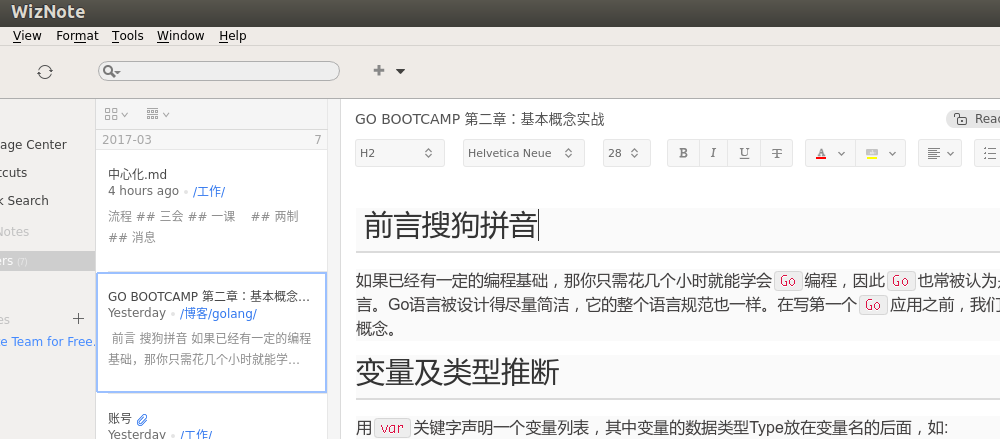 WizNote
View Format Tools Window Help
2017-03 7
中心化.md
4 hours ago /工作/
流程 ## 三会 ## 一课 ## 两制
## 消息
GO BOOTCAMP 第二章：基本概念...
Yesterday /博客/golang/
前言 搜狗拼音 如果已经有一定的编程
基础，那你只需花几个小时就能学...
账号
Yesterday /工作/
age Center
cuts
k Search
Notes
ers (7)
es
e Team for Free.
GO BOOTCAMP 第二章：基本概念实战
Read
H2 Helvetica Neue 28 B I U T A
前言搜狗拼音
如果已经有一定的编程基础，那你只需花几个小时就能学会 Go 编程，因此 Go 也常被认为
言。Go语言被设计得尽量简洁，它的整个语言规范也一样。在写第一个 Go 应用之前，我们
概念。
变量及类型推断
用 var 关键字声明一个变量列表，其中变量的数据类型Type放在变量名的后面，如: